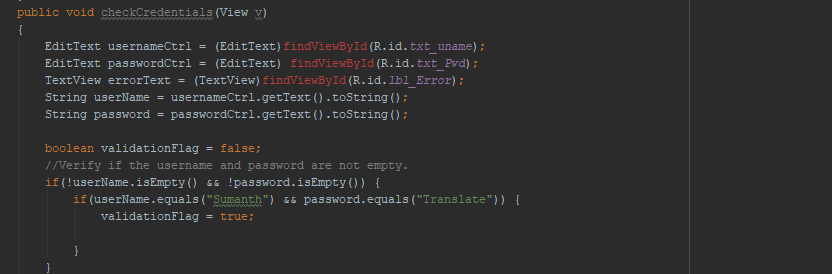 public void checkCredentials(View v)
{
EditText usernameCtrl = (EditText)findViewById(R.id.txt_uname);
EditText passwordCtrl = (EditText) findViewById(R.id.txt_Pwd);
TextView errorText = (TextView)findViewById(R.id.lbl_Error);
String userName = usernameCtrl.getText().toString();
String password = passwordCtrl.getText().toString();
boolean validationFlag = false;
//Verify if the username and password are not empty.
if(!userName.isEmpty() && !password.isEmpty()) {
if(userName.equals("Sumanth") && password.equals("Translate")) {
validationFlag = true;
}
}